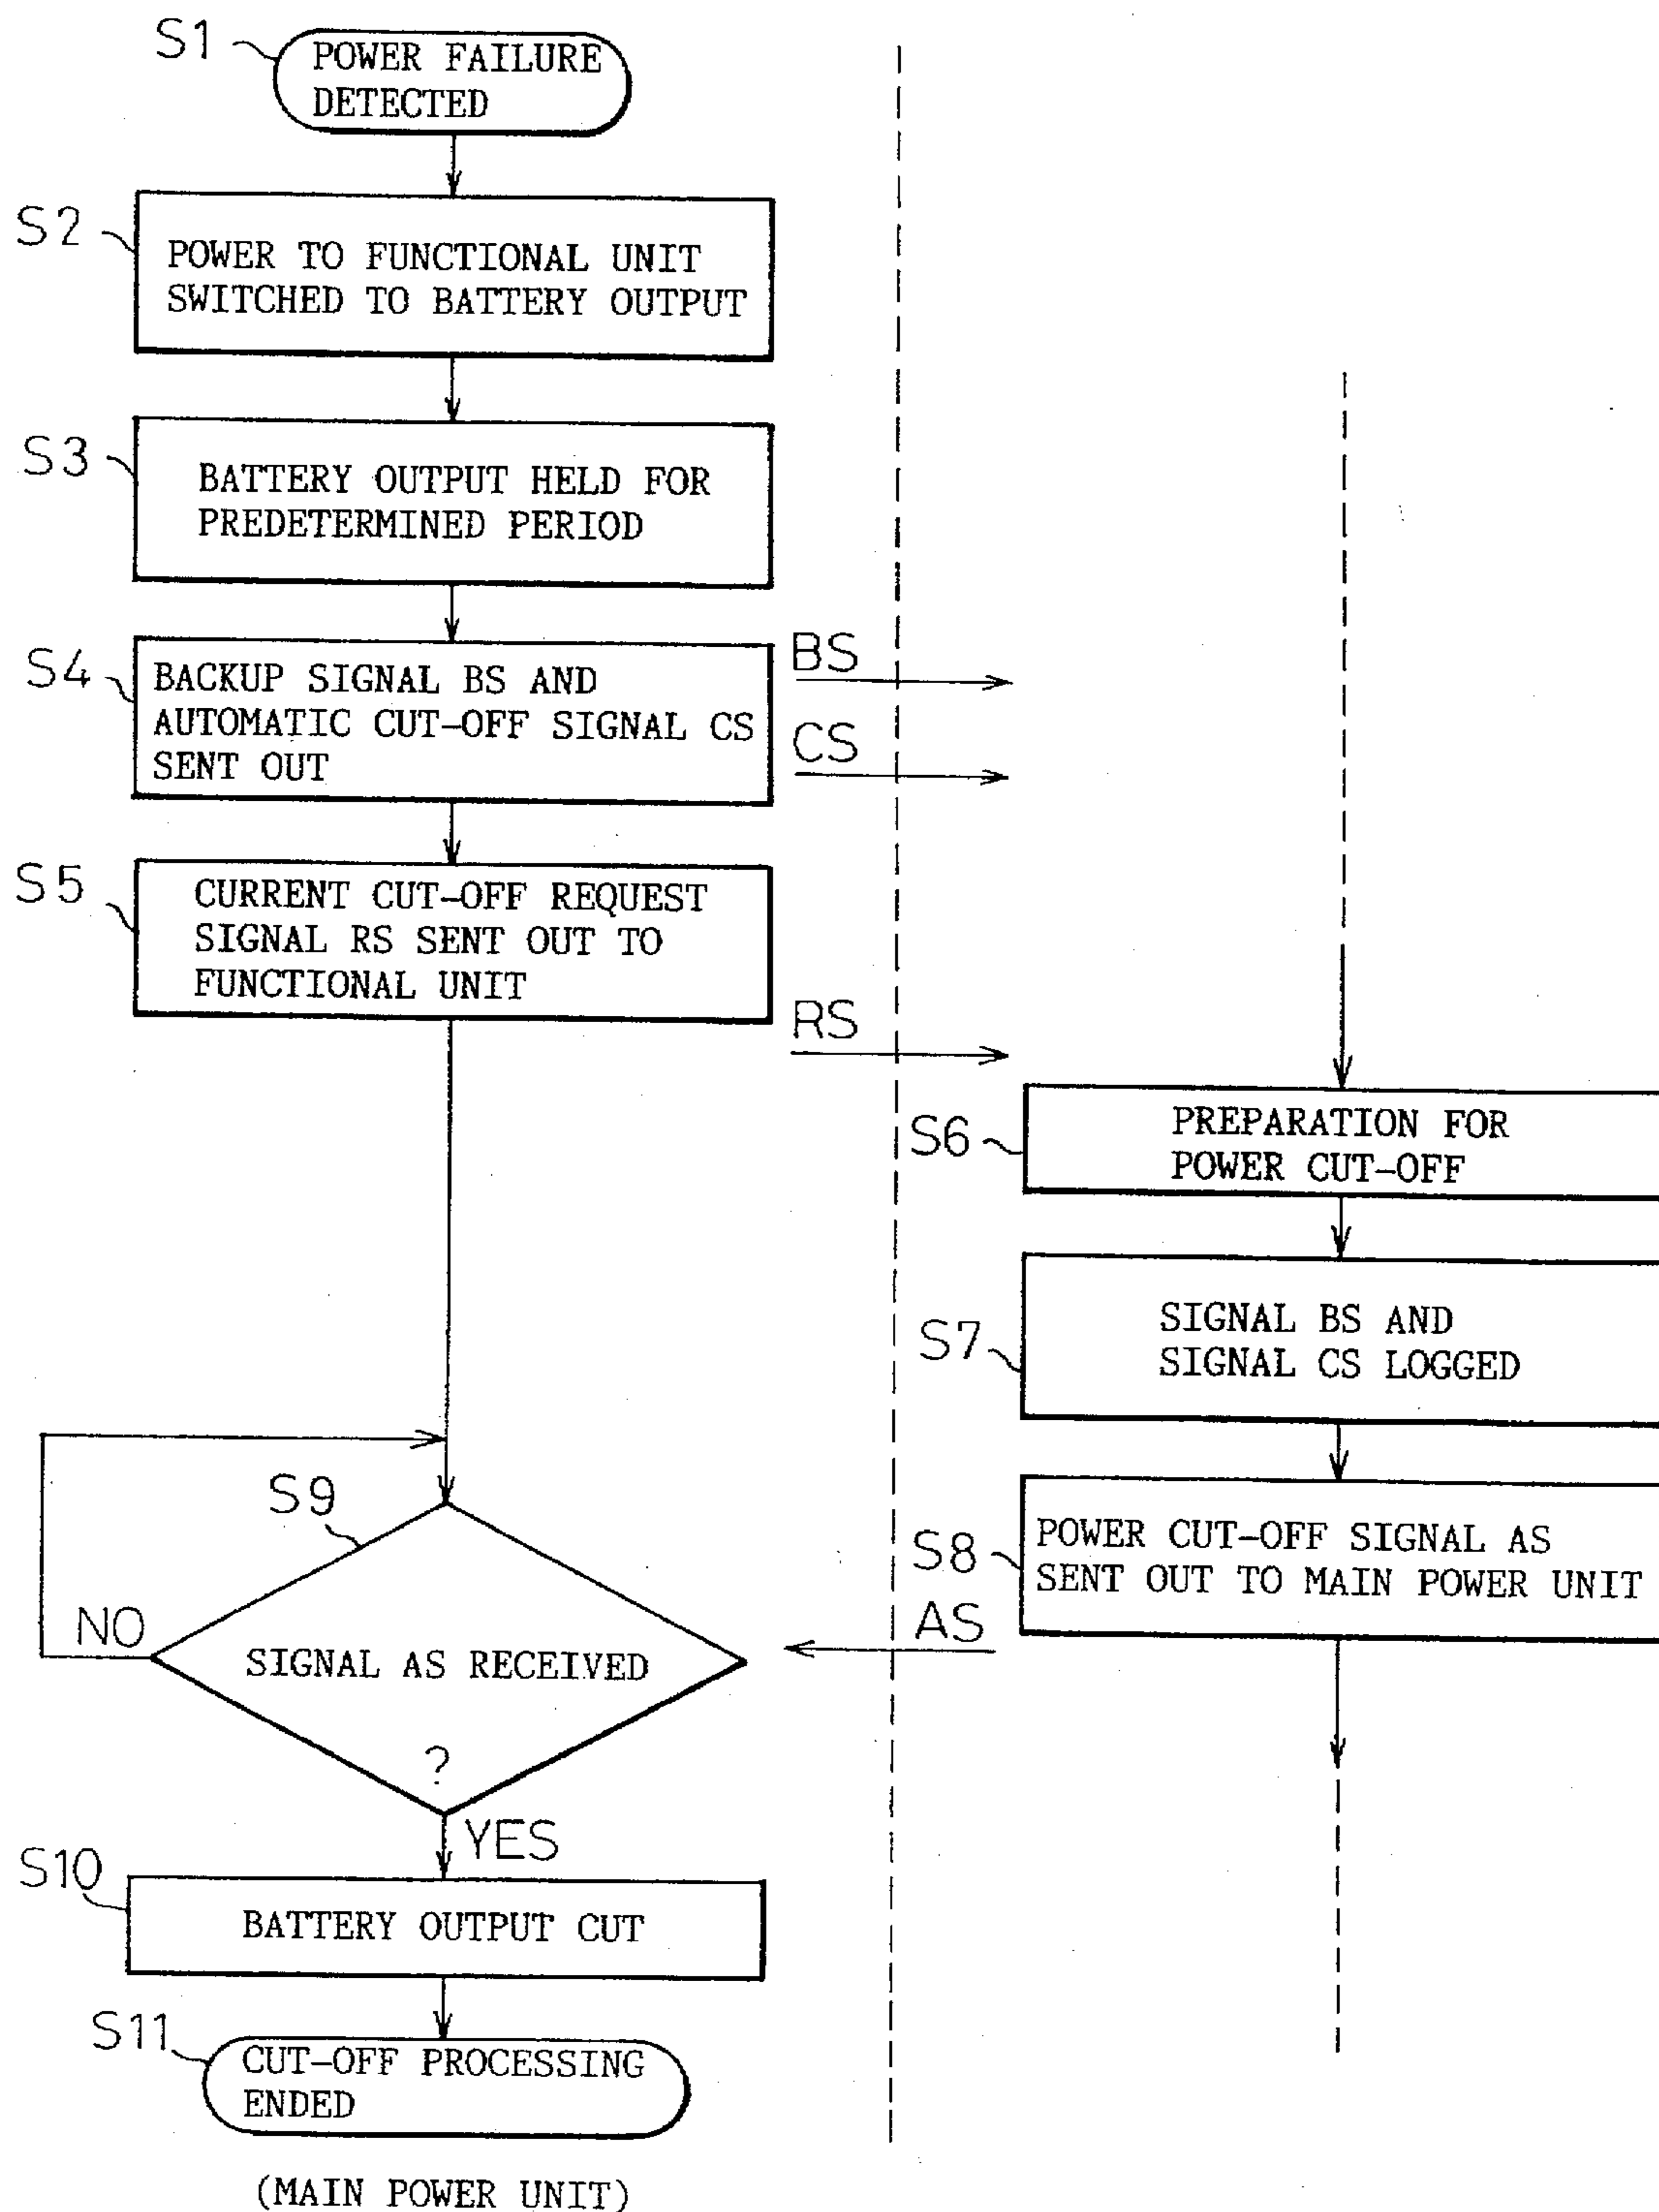 S1
POWER FAILURE
DETECTED
S2
POWER TO FUNCTIONAL UNIT
SWITCHED TO BATTERY OUTPUT
S3
BATTERY OUTPUT HELD FOR
PREDETERMINED PERIOD
S4
BACKUP SIGNAL BS AND
AUTOMATIC CUT-OFF SIGNAL CS
SENT OUT
BS
CS
S5
CURRENT CUT-OFF REQUEST
SIGNAL RS SENT OUT TO
FUNCTIONAL UNIT
RS
S6
PREPARATION FOR
POWER CUT-OFF
S7
SIGNAL BS AND
SIGNAL CS LOGGED
S8
POWER CUT-OFF SIGNAL AS
SENT OUT TO MAIN POWER UNIT
AS
S9
NO
SIGNAL AS RECEIVED
?
YES
S10
BATTERY OUTPUT CUT
S11
CUT-OFF PROCESSING
ENDED
(MAIN POWER UNIT)